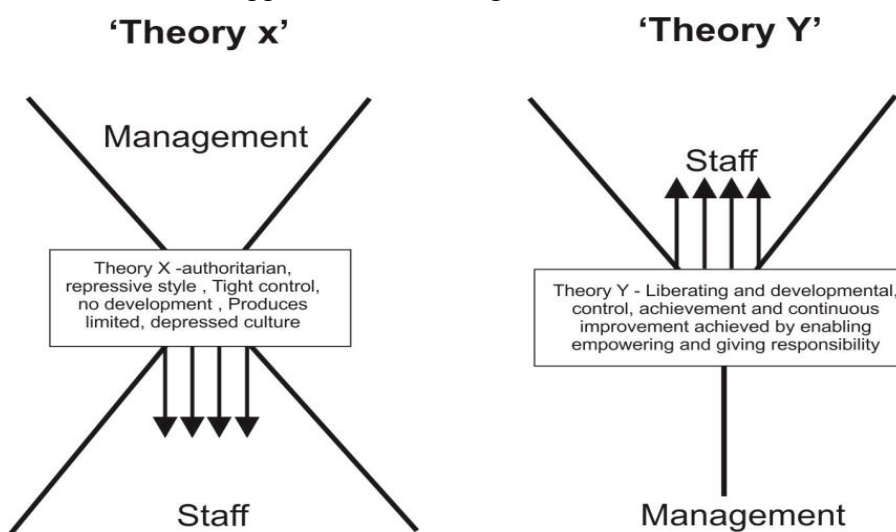 ‘Theory x’
Management
Theory X -authoritarian,
repressive style , Tight control,
no development , Produces
limited, depressed culture
Staff
‘Theory Y’
Staff
Theory Y - Liberating and developmental,
control, achievement and continuous
improvement achieved by enabling
empowering and giving responsibility
Management